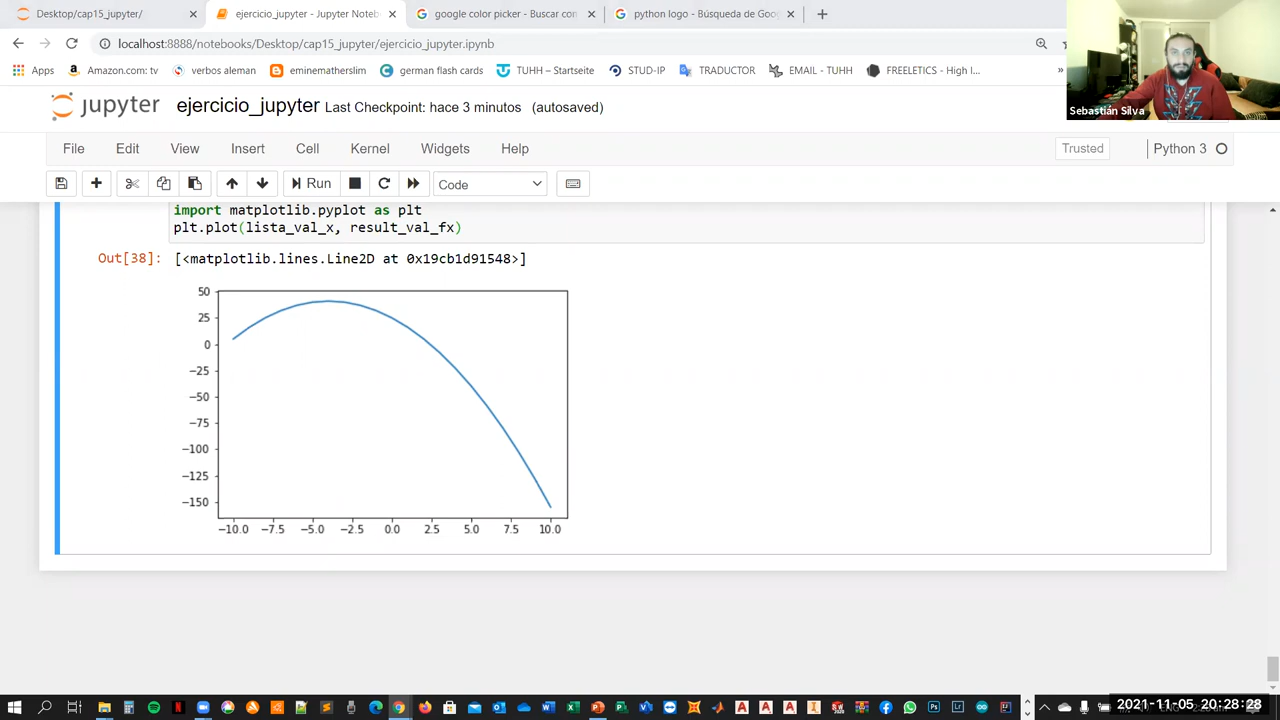 Desktop/cap15_jupyter/
ejercicio_jupyter - Jupyter Noteb
google color picker - Buscar con
python logo - Búsqueda de Goo
localhost:8888/notebooks/Desktop/cap15_jupyter/ejercicio_jupyter.ipynb
Apps Amazon.com: tv verbos aleman eminemathersIim german flash card TUHH – Startseite STUD-IP TRADUCTOR EMAIL - TUHH FREELETICS - High I... »
Sebastián Silva
jupyter ejercicio_jupyter Last Checkpoint: hace 3 minutos (autosaved)
File Edit View Insert Cell Kernel Widgets Help Trusted Python 3
Run Code
import matplotlib.pyplot as plt
plt.plot(lista_val_x, result_val_fx)
Out[38]: [<matplotlib.lines.Line2D at 0x19cb1d91548>]
50
25
0
−25
−50
−75
−100
−125
−150
−10.0 −7.5 −5.0 −2.5 0.0 2.5 5.0 7.5 10.0
2021-11-05 20:28:28